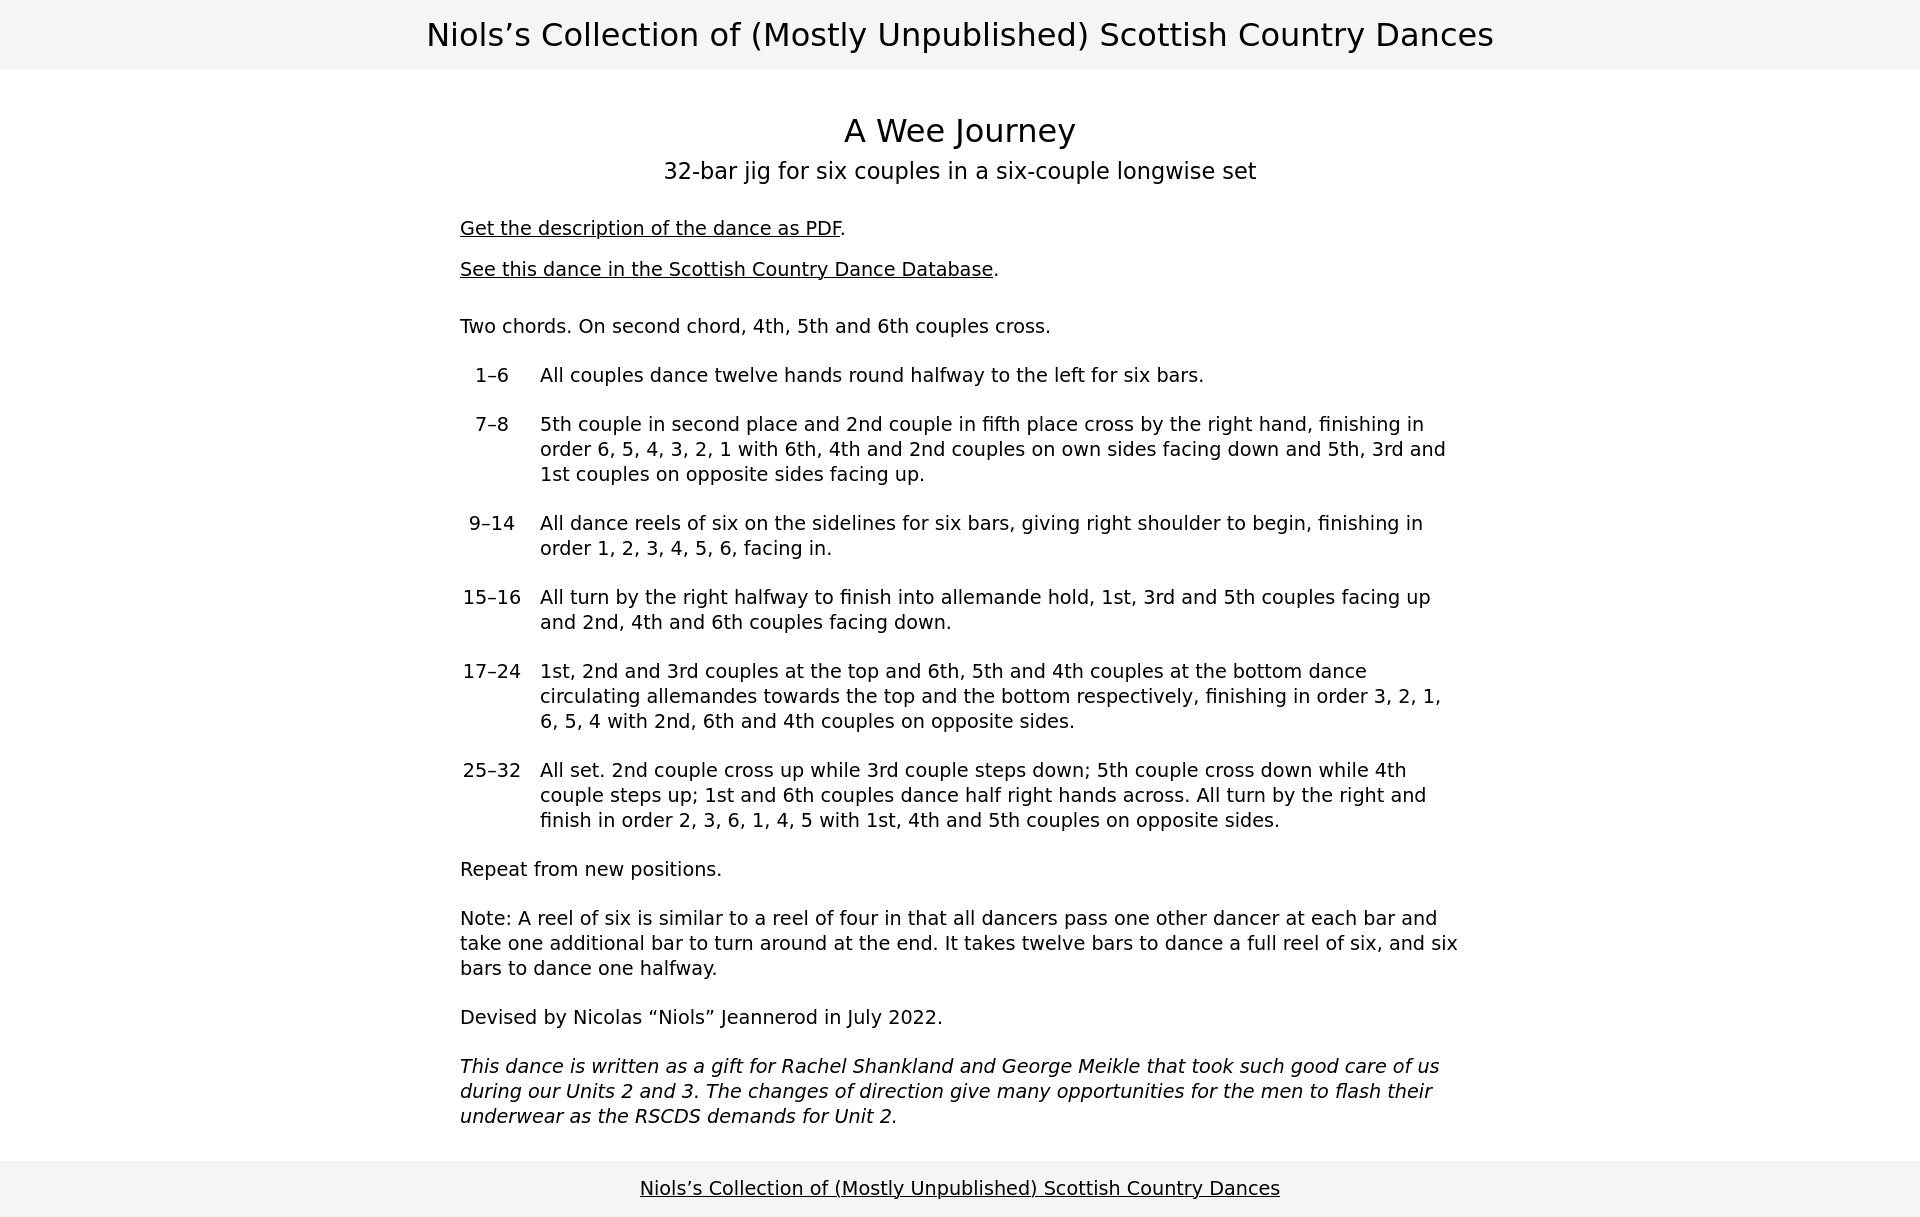 Niols’s Collection of (Mostly Unpublished) Scottish Country Dances
A Wee Journey
32-bar jig for six couples in a six-couple longwise set
Get the description of the dance as PDF.
See this dance in the Scottish Country Dance Database.
Two chords. On second chord, 4th, 5th and 6th couples cross.
1–6 All couples dance twelve hands round halfway to the left for six bars.
7–8 5th couple in second place and 2nd couple in fifth place cross by the right hand, finishing in
order 6, 5, 4, 3, 2, 1 with 6th, 4th and 2nd couples on own sides facing down and 5th, 3rd and
1st couples on opposite sides facing up.
9–14 All dance reels of six on the sidelines for six bars, giving right shoulder to begin, finishing in
order 1, 2, 3, 4, 5, 6, facing in.
15–16 All turn by the right halfway to finish into allemande hold, 1st, 3rd and 5th couples facing up
and 2nd, 4th and 6th couples facing down.
17–24 1st, 2nd and 3rd couples at the top and 6th, 5th and 4th couples at the bottom dance
circulating allemandes towards the top and the bottom respectively, finishing in order 3, 2, 1,
6, 5, 4 with 2nd, 6th and 4th couples on opposite sides.
25–32 All set. 2nd couple cross up while 3rd couple steps down; 5th couple cross down while 4th
couple steps up; 1st and 6th couples dance half right hands across. All turn by the right and
finish in order 2, 3, 6, 1, 4, 5 with 1st, 4th and 5th couples on opposite sides.
Repeat from new positions.
Note: A reel of six is similar to a reel of four in that all dancers pass one other dancer at each bar and
take one additional bar to turn around at the end. It takes twelve bars to dance a full reel of six, and six
bars to dance one halfway.
Devised by Nicolas “Niols” Jeannerod in July 2022.
This dance is written as a gift for Rachel Shankland and George Meikle that took such good care of us
during our Units 2 and 3. The changes of direction give many opportunities for the men to flash their
underwear as the RSCDS demands for Unit 2.
Niols’s Collection of (Mostly Unpublished) Scottish Country Dances